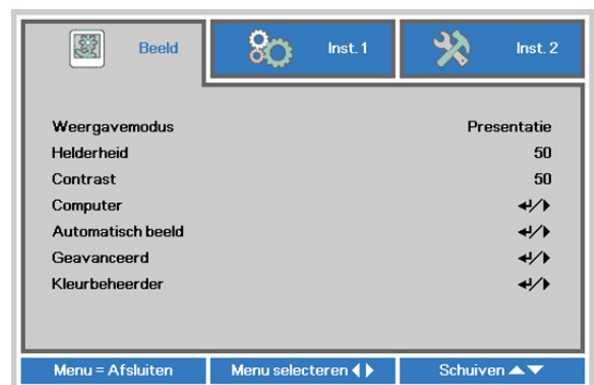 Beeld Inst. 1 Inst. 2
Weergavemodus Presentatie
Helderheid 50
Contrast 50
Computer ↵/▶
Automatisch beeld ↵/▶
Geavanceerd ↵/▶
Kleurbeheerder ↵/▶
Menu = Afsluiten Menu selecteren ◀▶ Schuiven ▲▼